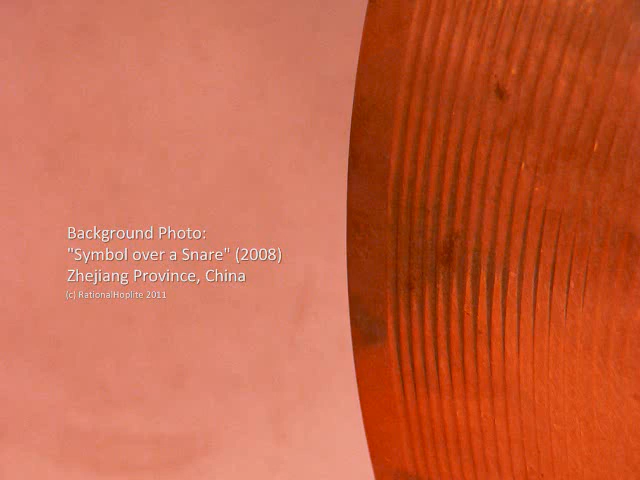 Background Photo:
"Symbol over a Snare" (2008)
Zhejiang Province, China
(c) RationalHoplite 2011